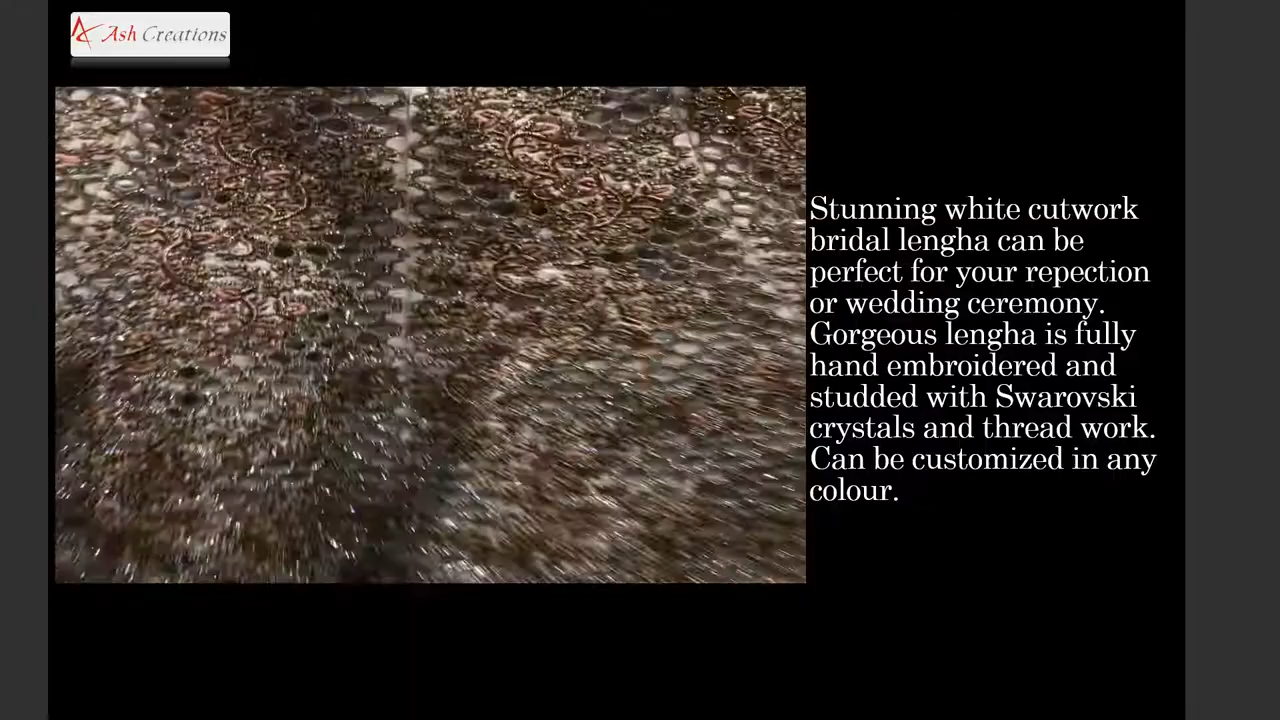 Ash Creations
Stunning white cutwork
bridal lengha can be
perfect for your repection
or wedding ceremony.
Gorgeous lengha is fully
hand embroidered and
studded with Swarovski
crystals and thread work.
Can be customized in any
colour.